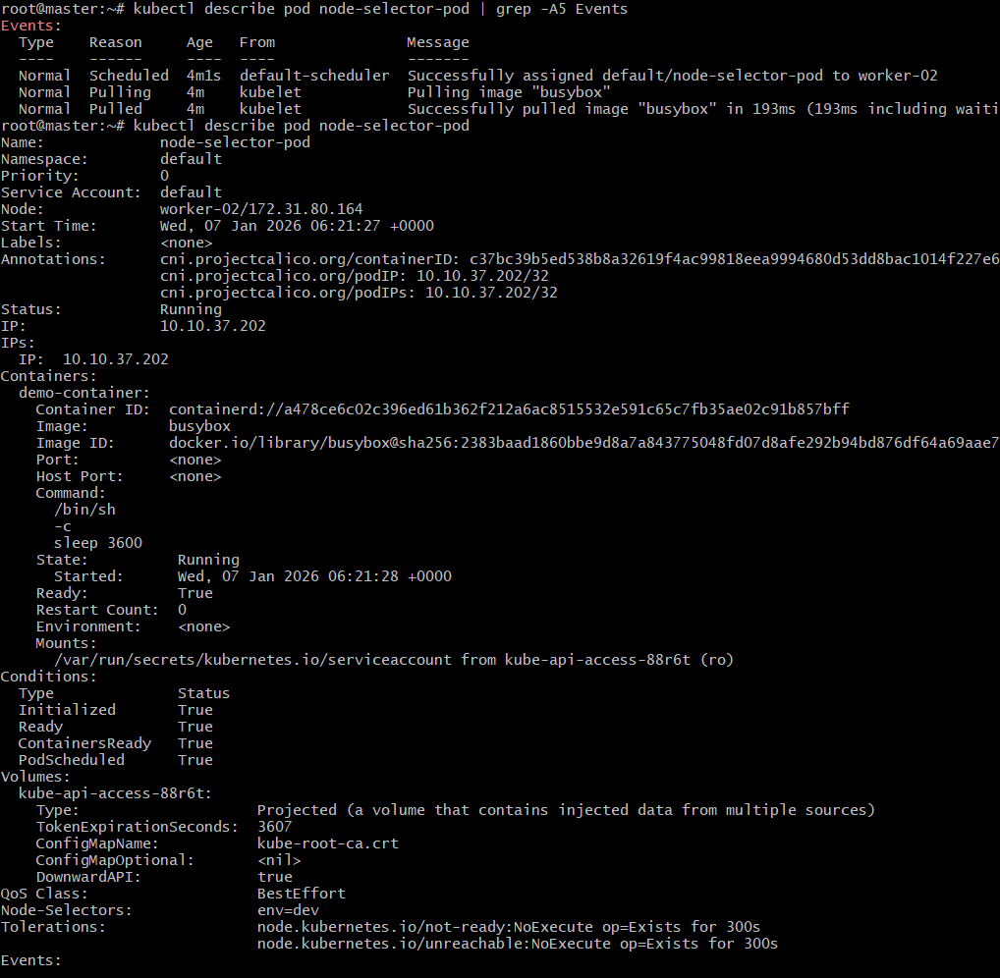 root@master:~# kubectl describe pod node-selector-pod | grep -A5 Events
Events:
  Type    Reason     Age   From               Message
  ----    ------     ----  ----               -------
  Normal  Scheduled  4m1s  default-scheduler  Successfully assigned default/node-selector-pod to worker-02
  Normal  Pulling    4m    kubelet            Pulling image "busybox"
  Normal  Pulled     4m    kubelet            Successfully pulled image "busybox" in 193ms (193ms including waiti
root@master:~# kubectl describe pod node-selector-pod
Name:             node-selector-pod
Namespace:        default
Priority:         0
Service Account:  default
Node:             worker-02/172.31.80.164
Start Time:       Wed, 07 Jan 2026 06:21:27 +0000
Labels:           <none>
Annotations:      cni.projectcalico.org/containerID: c37bc39b5ed538b8a32619f4ac99818eea9994680d53dd8bac1014f227e6
                  cni.projectcalico.org/podIP: 10.10.37.202/32
                  cni.projectcalico.org/podIPs: 10.10.37.202/32
Status:           Running
IP:               10.10.37.202
IPs:
  IP:  10.10.37.202
Containers:
  demo-container:
    Container ID:  containerd://a478ce6c02c396ed61b362f212a6ac8515532e591c65c7fb35ae02c91b857bff
    Image:         busybox
    Image ID:      docker.io/library/busybox@sha256:2383baad1860bbe9d8a7a843775048fd07d8afe292b94bd876df64a69aae7
    Port:          <none>
    Host Port:     <none>
    Command:
      /bin/sh
      -c
      sleep 3600
    State:          Running
      Started:      Wed, 07 Jan 2026 06:21:28 +0000
    Ready:          True
    Restart Count:  0
    Environment:    <none>
    Mounts:
      /var/run/secrets/kubernetes.io/serviceaccount from kube-api-access-88r6t (ro)
Conditions:
  Type              Status
  Initialized       True
  Ready             True
  ContainersReady   True
  PodScheduled      True
Volumes:
  kube-api-access-88r6t:
    Type:                    Projected (a volume that contains injected data from multiple sources)
    TokenExpirationSeconds:  3607
    ConfigMapName:           kube-root-ca.crt
    ConfigMapOptional:       <nil>
    DownwardAPI:             true
QoS Class:                   BestEffort
Node-Selectors:              env=dev
Tolerations:                 node.kubernetes.io/not-ready:NoExecute op=Exists for 300s
                             node.kubernetes.io/unreachable:NoExecute op=Exists for 300s
Events: